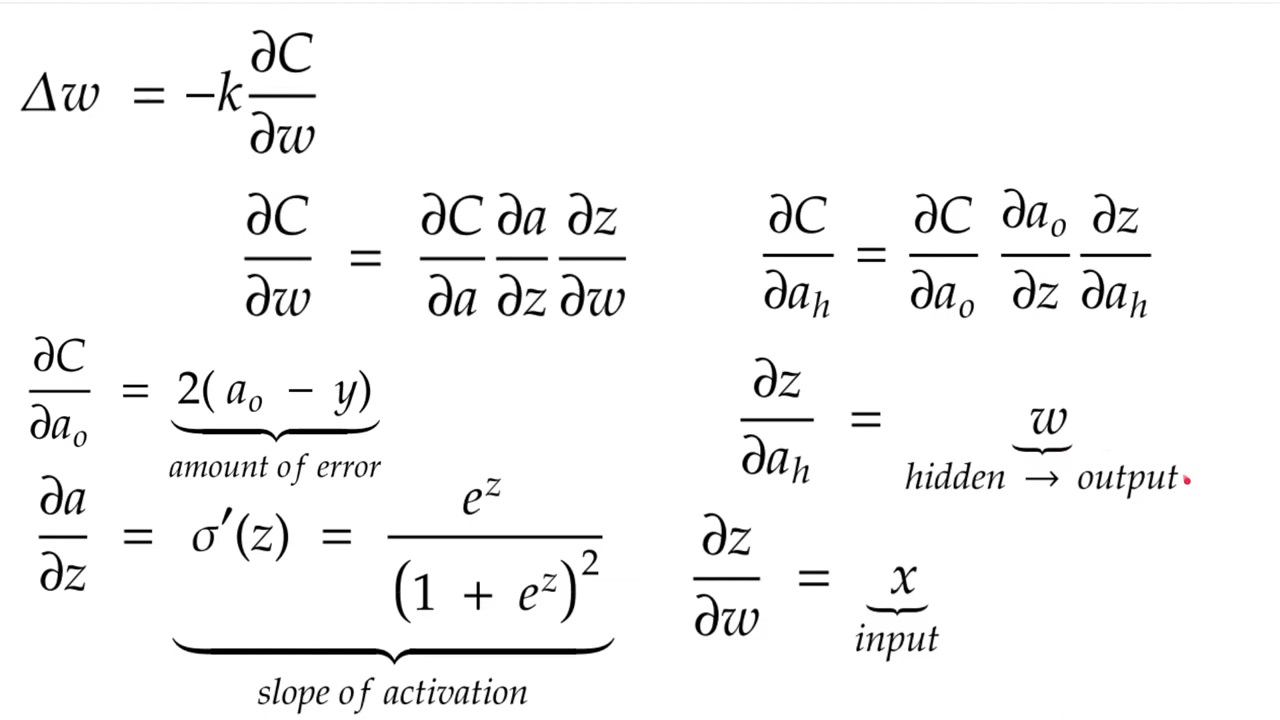 Δw = −k ∂C/∂w
∂C/∂w = ∂C/∂a ∂a/∂z ∂z/∂w
∂C/∂a_h = ∂C/∂a_o ∂a_o/∂z ∂z/∂a_h
∂C/∂a_o = 2( a_o − y)
amount of error
∂a/∂z = σ′(z) = e^z/(1 + e^z)^2
slope of activation
∂z/∂a_h = w
hidden → output
∂z/∂w = x
input